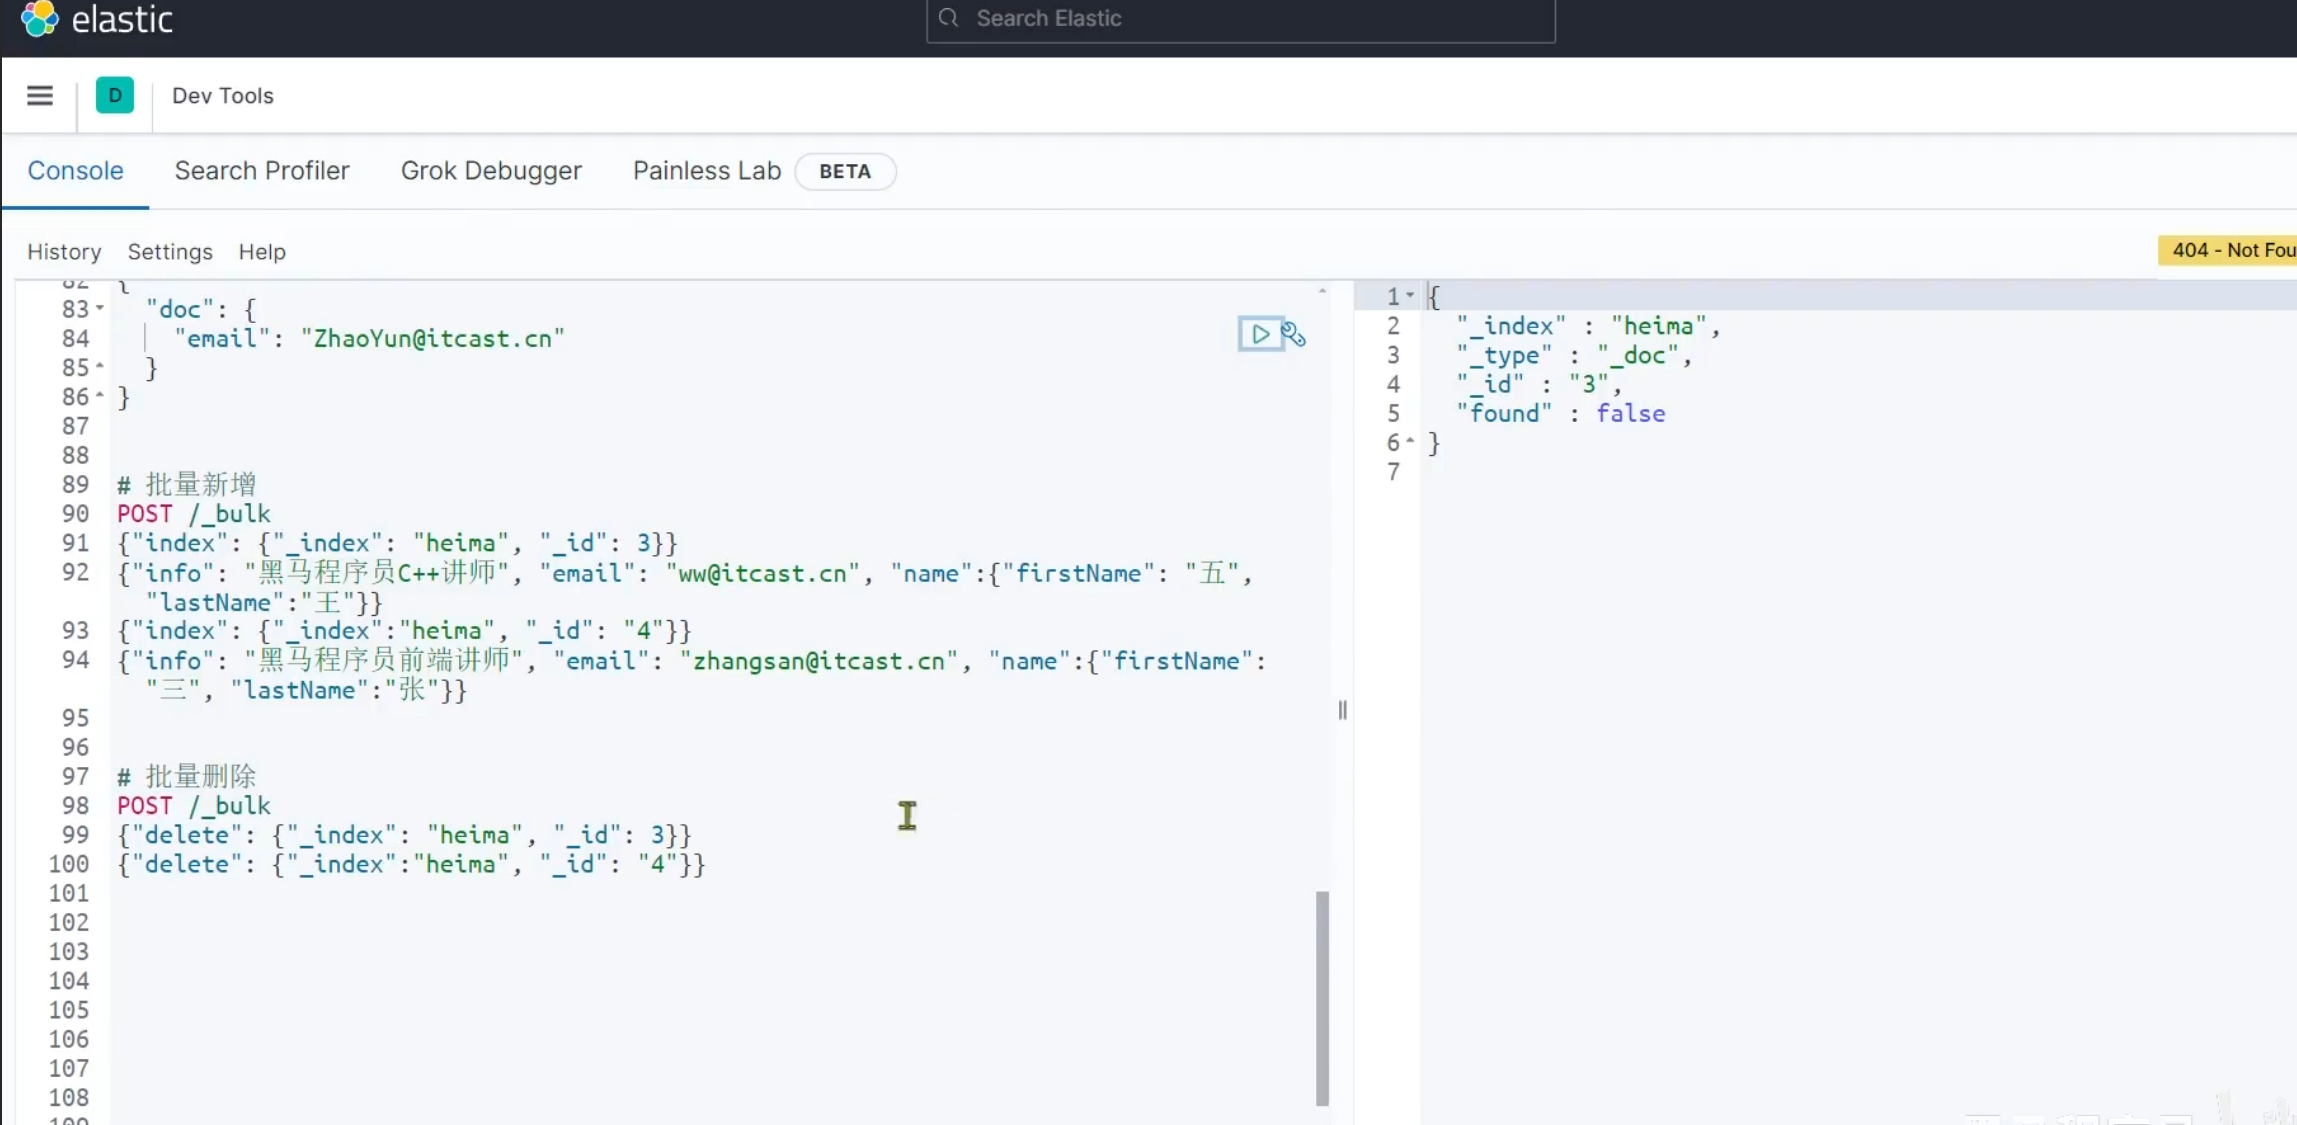 elastic
Search Elastic
D
Dev Tools
Console
Search Profiler
Grok Debugger
Painless Lab
BETA
History
Settings
Help
404 - Not Fou
82 {
83 "doc": {
84 "email": "ZhaoYun@itcast.cn"
85 }
86 }
87
88
89 # 批量新增
90 POST /_bulk
91 {"index": {"_index": "heima", "_id": 3}}
92 {"info": "黑马程序员C++讲师", "email": "ww@itcast.cn", "name":{"firstName": "五",
"lastName":"王"}}
93 {"index": {"_index":"heima", "_id": "4"}}
94 {"info": "黑马程序员前端讲师", "email": "zhangsan@itcast.cn", "name":{"firstName":
"三", "lastName":"张"}}
95
96
97 # 批量删除
98 POST /_bulk
99 {"delete": {"_index": "heima", "_id": 3}}
100 {"delete": {"_index":"heima", "_id": "4"}}
101
102
103
104
105
106
107
108
109
1 {
2 "_index" : "heima",
3 "_type" : "_doc",
4 "_id" : "3",
5 "found" : false
6 }
7